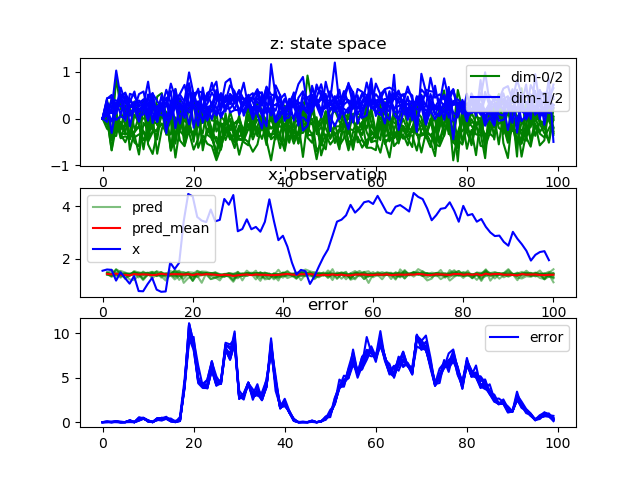 z: state space
1
0
−1
dim-0/2
dim-1/2
0 20 40 60 80 100
x: observation
4
2
pred
pred_mean
x
0 20 40 60 80 100
error
10
5
0
error
0 20 40 60 80 100